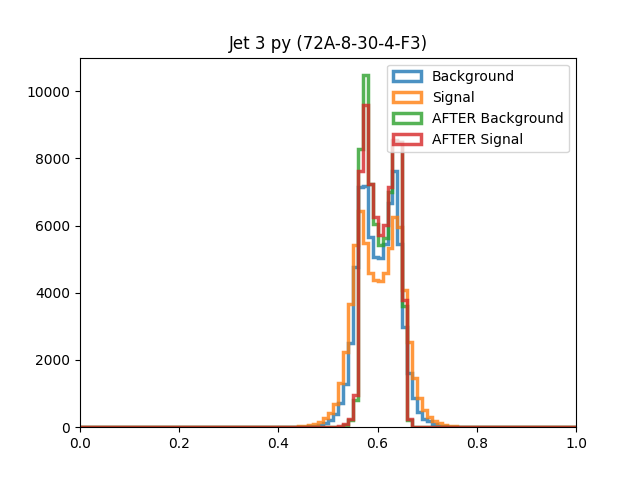 Jet 3 py (72A-8-30-4-F3)
Background
Signal
AFTER Background
AFTER Signal
10000
8000
6000
4000
2000
0
0.0 0.2 0.4 0.6 0.8 1.0